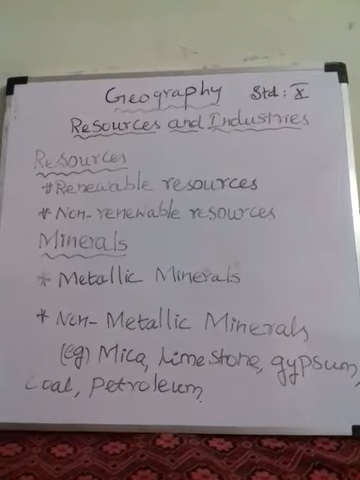 Geography Std: X
Resources and Industries
Resources
* Renewable resources
* Non-renewable resources
Minerals
* Metallic Minerals
* Non-Metallic Minerals
(eg) Mica, Limestone, gypsum,
Coal, Petroleum,